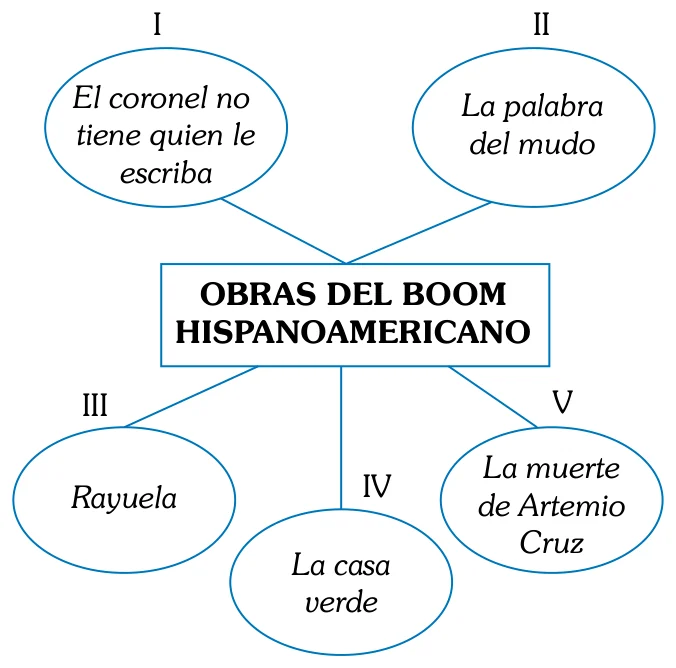 I
El coronel no
tiene quien le
escriba
II
La palabra
del mudo
OBRAS DEL BOOM
HISPANOAMERICANO
III
Rayuela
IV
La casa
verde
V
La muerte
de Artemio
Cruz